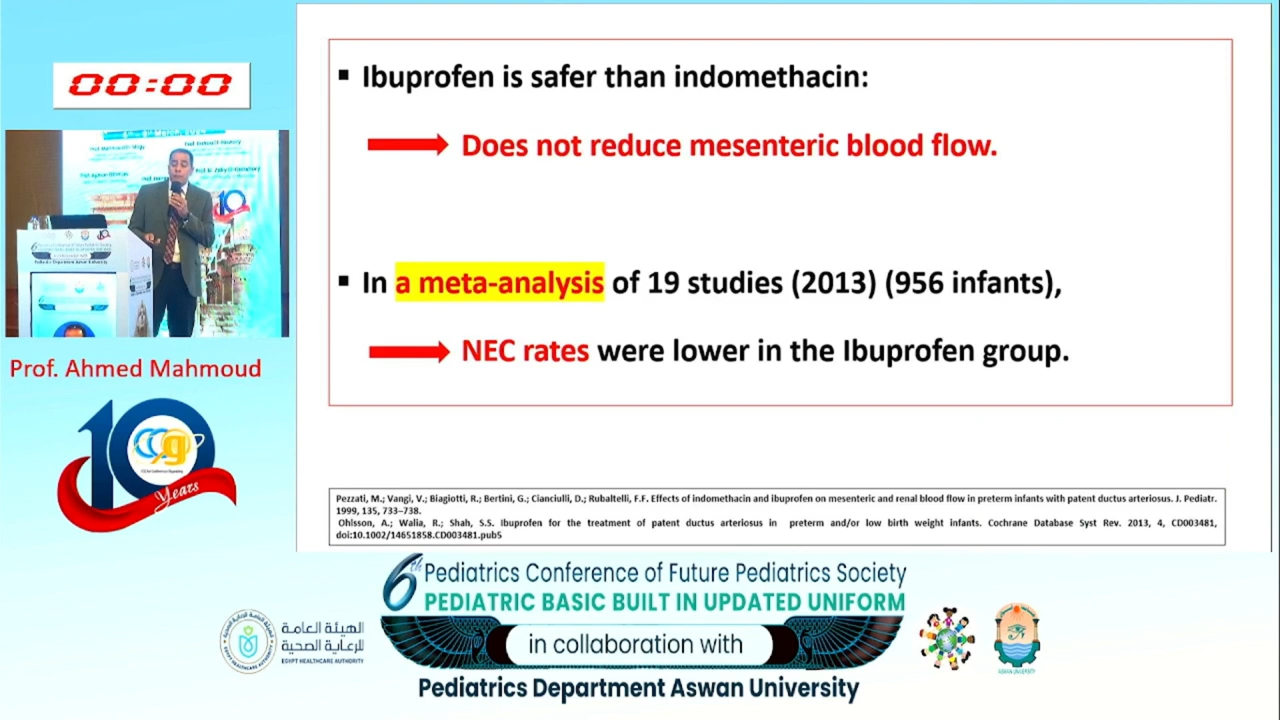 00:00
Prof. Ahmed Mahmoud
10
Years
▪ Ibuprofen is safer than indomethacin:
Does not reduce mesenteric blood flow.
▪ In a meta-analysis of 19 studies (2013) (956 infants),
NEC rates were lower in the Ibuprofen group.
Pezzati, M.; Vangi, V.; Biagiotti, R.; Bertini, G.; Cianciulli, D.; Rubaltelli, F.F. Effects of indomethacin and ibuprofen on mesenteric and renal blood flow in preterm infants with patent ductus arteriosus. J. Pediatr.
1999, 135, 733–738.
Ohlsson, A.; Walia, R.; Shah, S.S. Ibuprofen for the treatment of patent ductus arteriosus in preterm and/or low birth weight infants. Cochrane Database Syst Rev. 2013, 4, CD003481,
doi:10.1002/14651858.CD003481.pub5
6th Pediatrics Conference of Future Pediatrics Society
PEDIATRIC BASIC BUILT IN UPDATED UNIFORM
in collaboration with
Pediatrics Department Aswan University
الهيئة العامة
للرعاية الصحية
EGYPT HEALTHCARE AUTHORITY
ASWAN UNIVERSITY